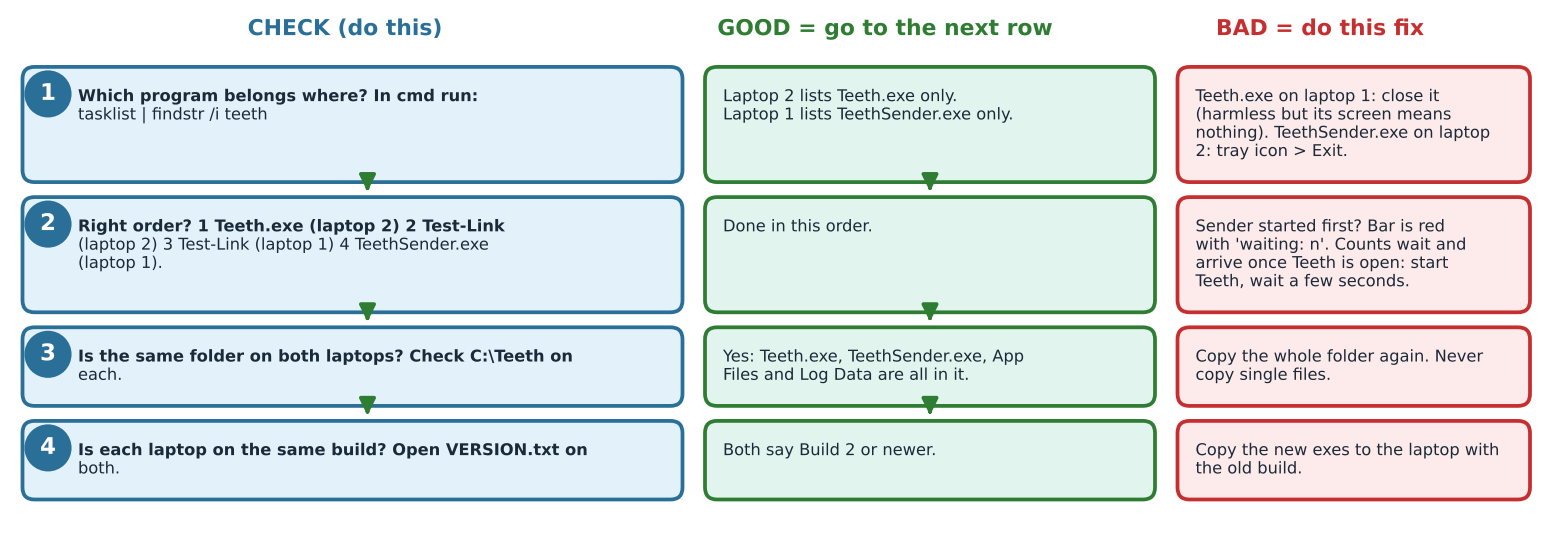 CHECK (do this)
GOOD = go to the next row
BAD = do this fix
1
Which program belongs where? In cmd run:
tasklist | findstr /i teeth
Laptop 2 lists Teeth.exe only.
Laptop 1 lists TeethSender.exe only.
Teeth.exe on laptop 1: close it
(harmless but its screen means
nothing). TeethSender.exe on laptop
2: tray icon > Exit.
2
Right order? 1 Teeth.exe (laptop 2) 2 Test-Link
(laptop 2) 3 Test-Link (laptop 1) 4 TeethSender.exe
(laptop 1).
Done in this order.
Sender started first? Bar is red
with 'waiting: n'. Counts wait and
arrive once Teeth is open: start
Teeth, wait a few seconds.
3
Is the same folder on both laptops? Check C:\Teeth on
each.
Yes: Teeth.exe, TeethSender.exe, App
Files and Log Data are all in it.
Copy the whole folder again. Never
copy single files.
4
Is each laptop on the same build? Open VERSION.txt on
both.
Both say Build 2 or newer.
Copy the new exes to the laptop with
the old build.